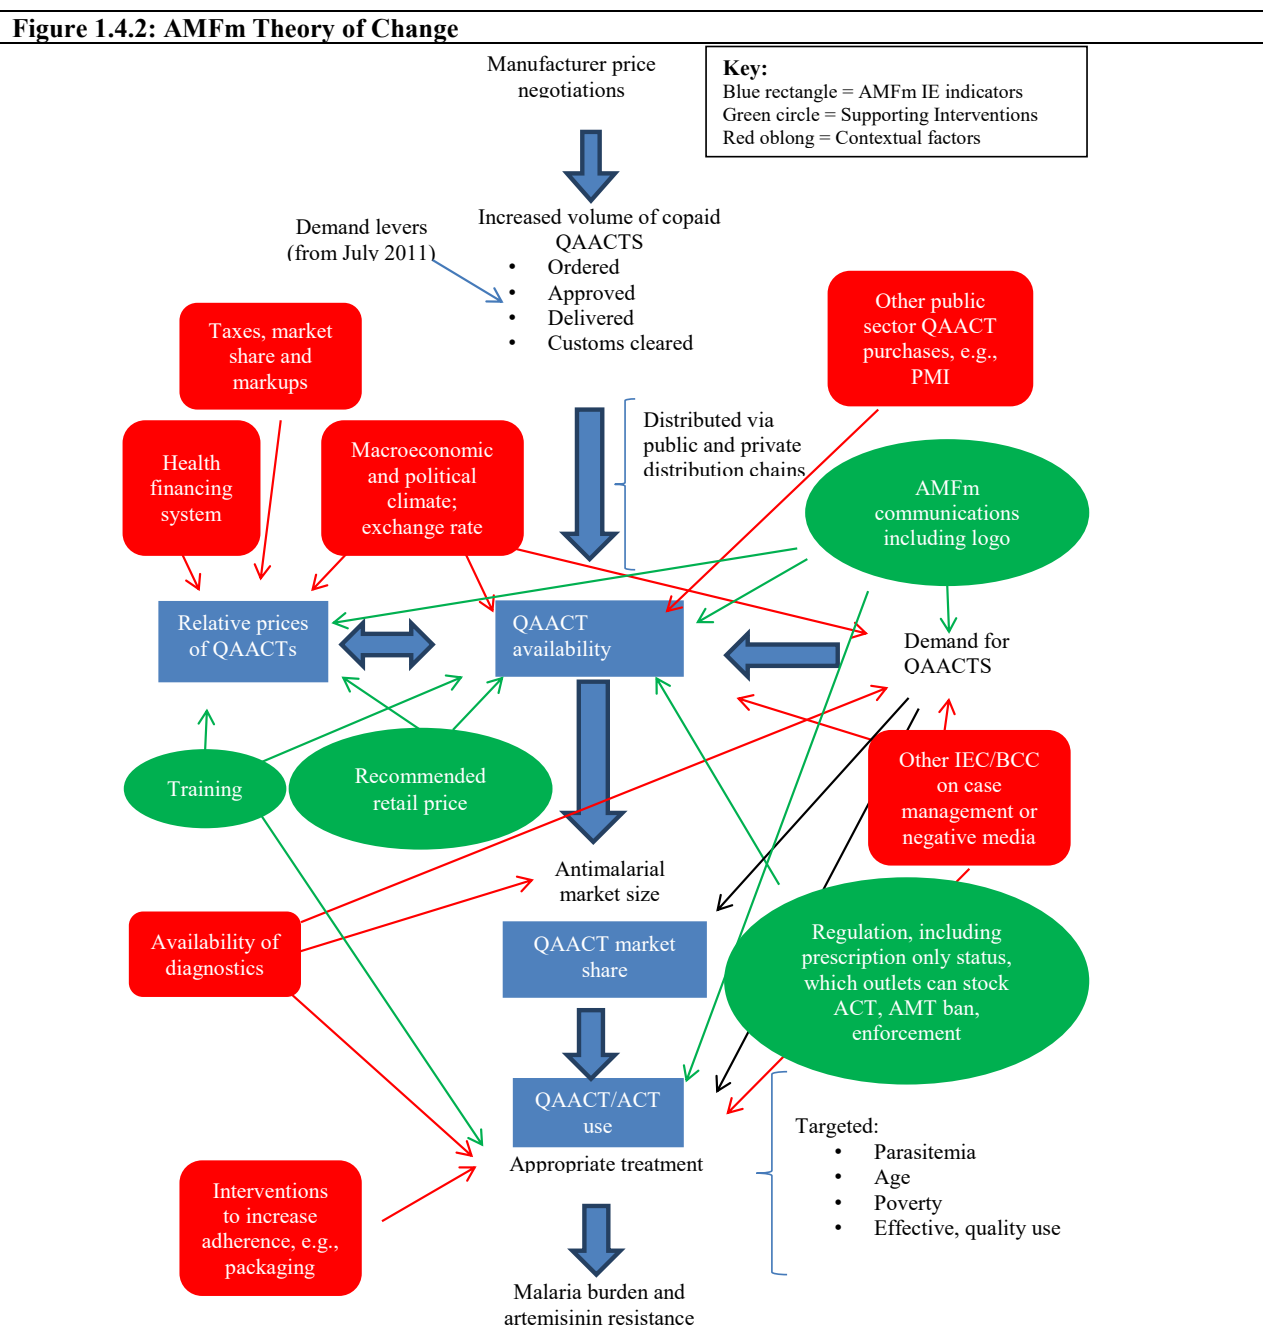 Figure 1.4.2: AMFm Theory of Change
Manufacturer price
negotiations
Key:
Blue rectangle = AMFm IE indicators
Green circle = Supporting Interventions
Red oblong = Contextual factors
Demand levers
(from July 2011)
Increased volume of copaid
QAACTS
• Ordered
• Approved
• Delivered
• Customs cleared
Taxes, market
share and
markups
Other public
sector QAACT
purchases, e.g.,
PMI
Health
financing
system
Macroeconomic
and political
climate;
exchange rate
Distributed via
public and private
distribution chains
AMFm
communications
including logo
Relative prices
of QAACTs
QAACT
availability
Demand for
QAACTS
Training
Recommended
retail price
Other IEC/BCC
on case
management or
negative media
Antimalarial
market size
Availability of
diagnostics
QAACT market
share
Regulation, including
prescription only status,
which outlets can stock
ACT, AMT ban,
enforcement
QAACT/ACT
use
Appropriate treatment
Targeted:
• Parasitemia
• Age
• Poverty
• Effective, quality use
Interventions
to increase
adherence, e.g.,
packaging
Malaria burden and
artemisinin resistance